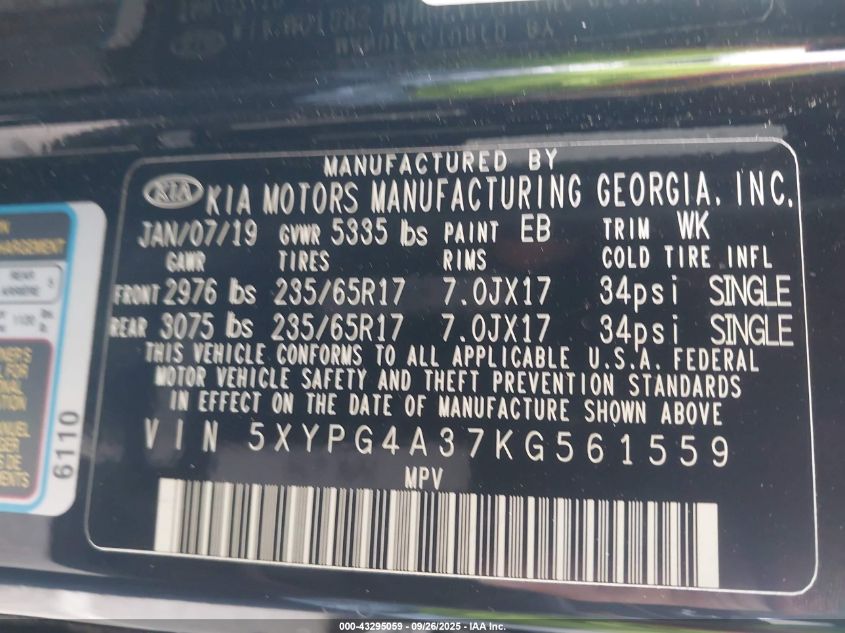 MANUFACTURED BY
KIA KIA MOTORS MANUFACTURING GEORGIA, INC.
JAN/07/19 GVWR 5335 lbs PAINT EB TRIM WK
GAWR TIRES RIMS COLD TIRE INFL
FRONT 2976 lbs 235/65R17 7.0JX17 34psi SINGLE
REAR 3075 lbs 235/65R17 7.0JX17 34psi SINGLE
THIS VEHICLE CONFORMS TO ALL APPLICABLE U.S.A. FEDERAL
MOTOR VEHICLE SAFETY AND THEFT PREVENTION STANDARDS
IN EFFECT ON THE DATE OF MANUFACTURE SHOWN ABOVE
VIN 5XYPG4A37KG561559
MPV
REAR
6110
000-43295059 - 09/26/2025 - IAA Inc.